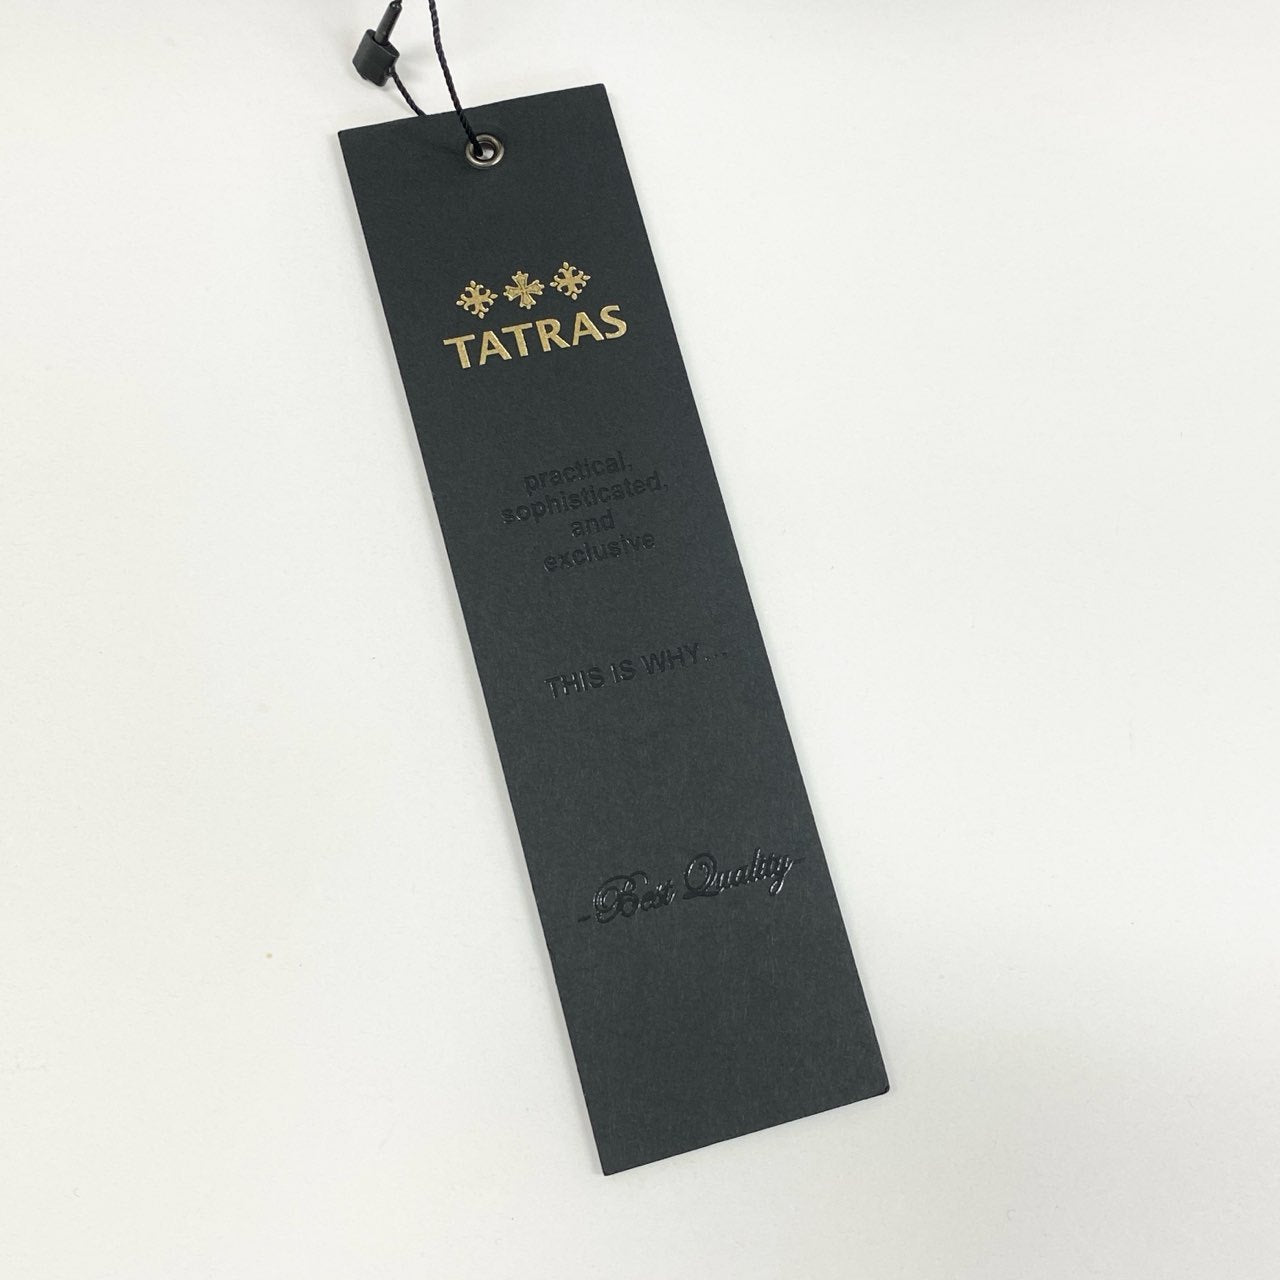 TATRAS
practical,
sophisticated,
and
exclusive
THIS IS WHY...
-Best Quality-